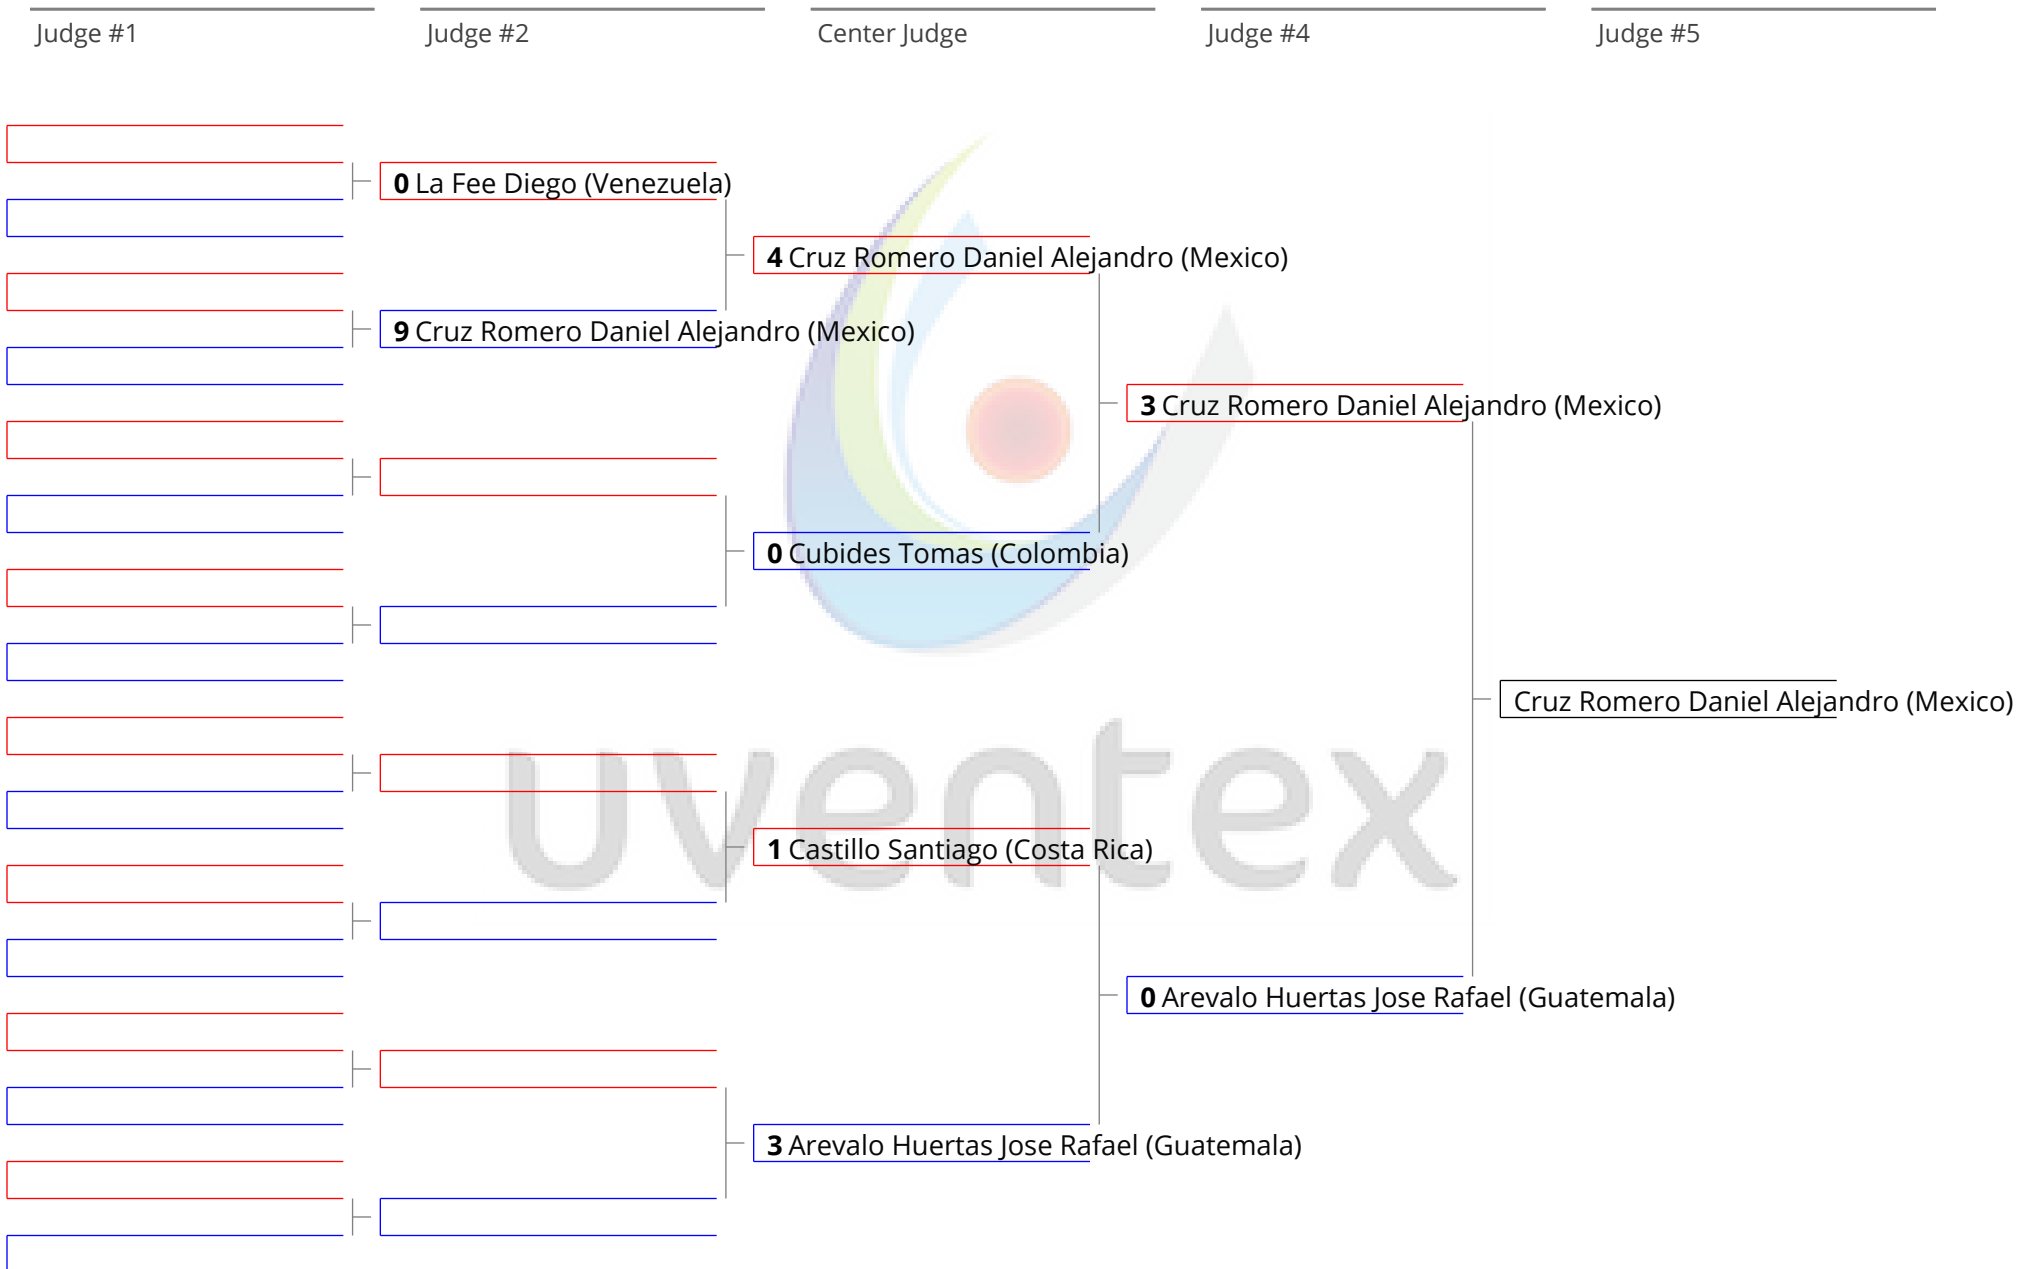 Judge #1 Judge #2 Center Judge Judge #4 Judge #5
0 La Fee Diego (Venezuela)
4 Cruz Romero Daniel Alejandro (Mexico)
9 Cruz Romero Daniel Alejandro (Mexico)
3 Cruz Romero Daniel Alejandro (Mexico)
0 Cubides Tomas (Colombia)
Cruz Romero Daniel Alejandro (Mexico)
uventex
1 Castillo Santiago (Costa Rica)
0 Arevalo Huertas Jose Rafael (Guatemala)
3 Arevalo Huertas Jose Rafael (Guatemala)